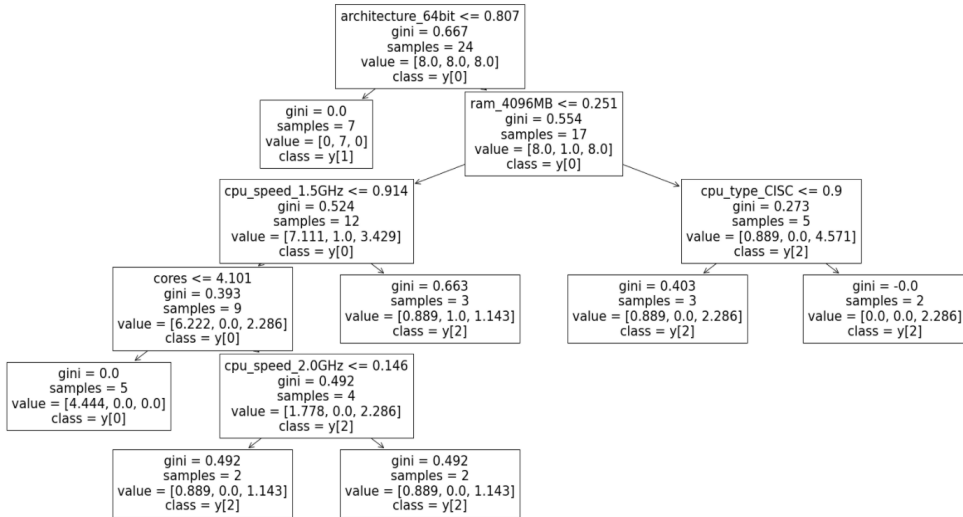 architecture_64bit <= 0.807
gini = 0.667
samples = 24
value = [8.0, 8.0, 8.0]
class = y[0]
gini = 0.0
samples = 7
value = [0, 7, 0]
class = y[1]
ram_4096MB <= 0.251
gini = 0.554
samples = 17
value = [8.0, 1.0, 8.0]
class = y[0]
cpu_speed_1.5GHz <= 0.914
gini = 0.524
samples = 12
value = [7.111, 1.0, 3.429]
class = y[0]
cpu_type_CISC <= 0.9
gini = 0.273
samples = 5
value = [0.889, 0.0, 4.571]
class = y[2]
cores <= 4.101
gini = 0.393
samples = 9
value = [6.222, 0.0, 2.286]
class = y[0]
gini = 0.663
samples = 3
value = [0.889, 1.0, 1.143]
class = y[2]
gini = 0.403
samples = 3
value = [0.889, 0.0, 2.286]
class = y[2]
gini = -0.0
samples = 2
value = [0.0, 0.0, 2.286]
class = y[2]
gini = 0.0
samples = 5
value = [4.444, 0.0, 0.0]
class = y[0]
cpu_speed_2.0GHz <= 0.146
gini = 0.492
samples = 4
value = [1.778, 0.0, 2.286]
class = y[2]
gini = 0.492
samples = 2
value = [0.889, 0.0, 1.143]
class = y[2]
gini = 0.492
samples = 2
value = [0.889, 0.0, 1.143]
class = y[2]